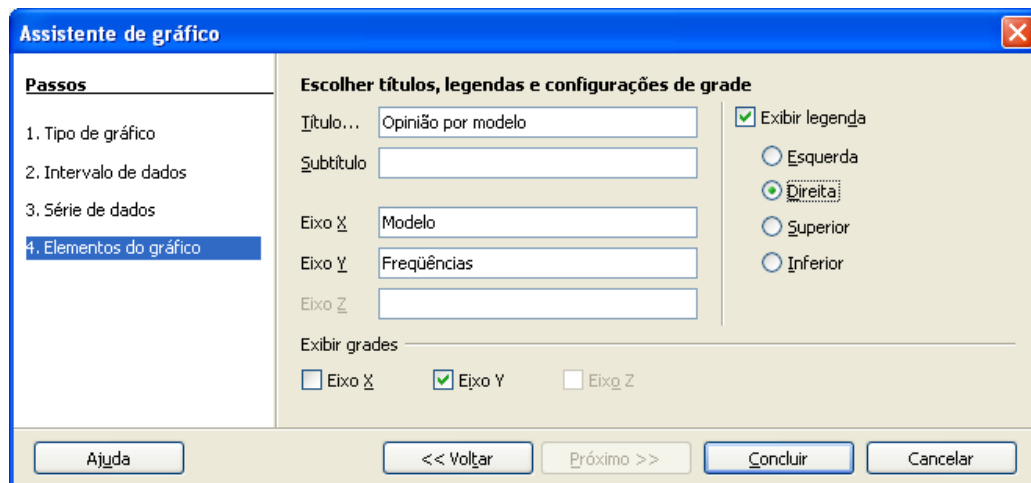 Assistente de gráfico
Passos
1. Tipo de gráfico
2. Intervalo de dados
3. Série de dados
4. Elementos do gráfico
Escolher títulos, legendas e configurações de grade
Título... Opinião por modelo
Subtítulo
Eixo X Modelo
Eixo Y Freqüências
Eixo Z
Exibir legenda
Esquerda
Direita
Superior
Inferior
Exibir grades
Eixo X Eixo Y Eixo Z
Ajuda << Voltar Próximo >> Concluir Cancelar